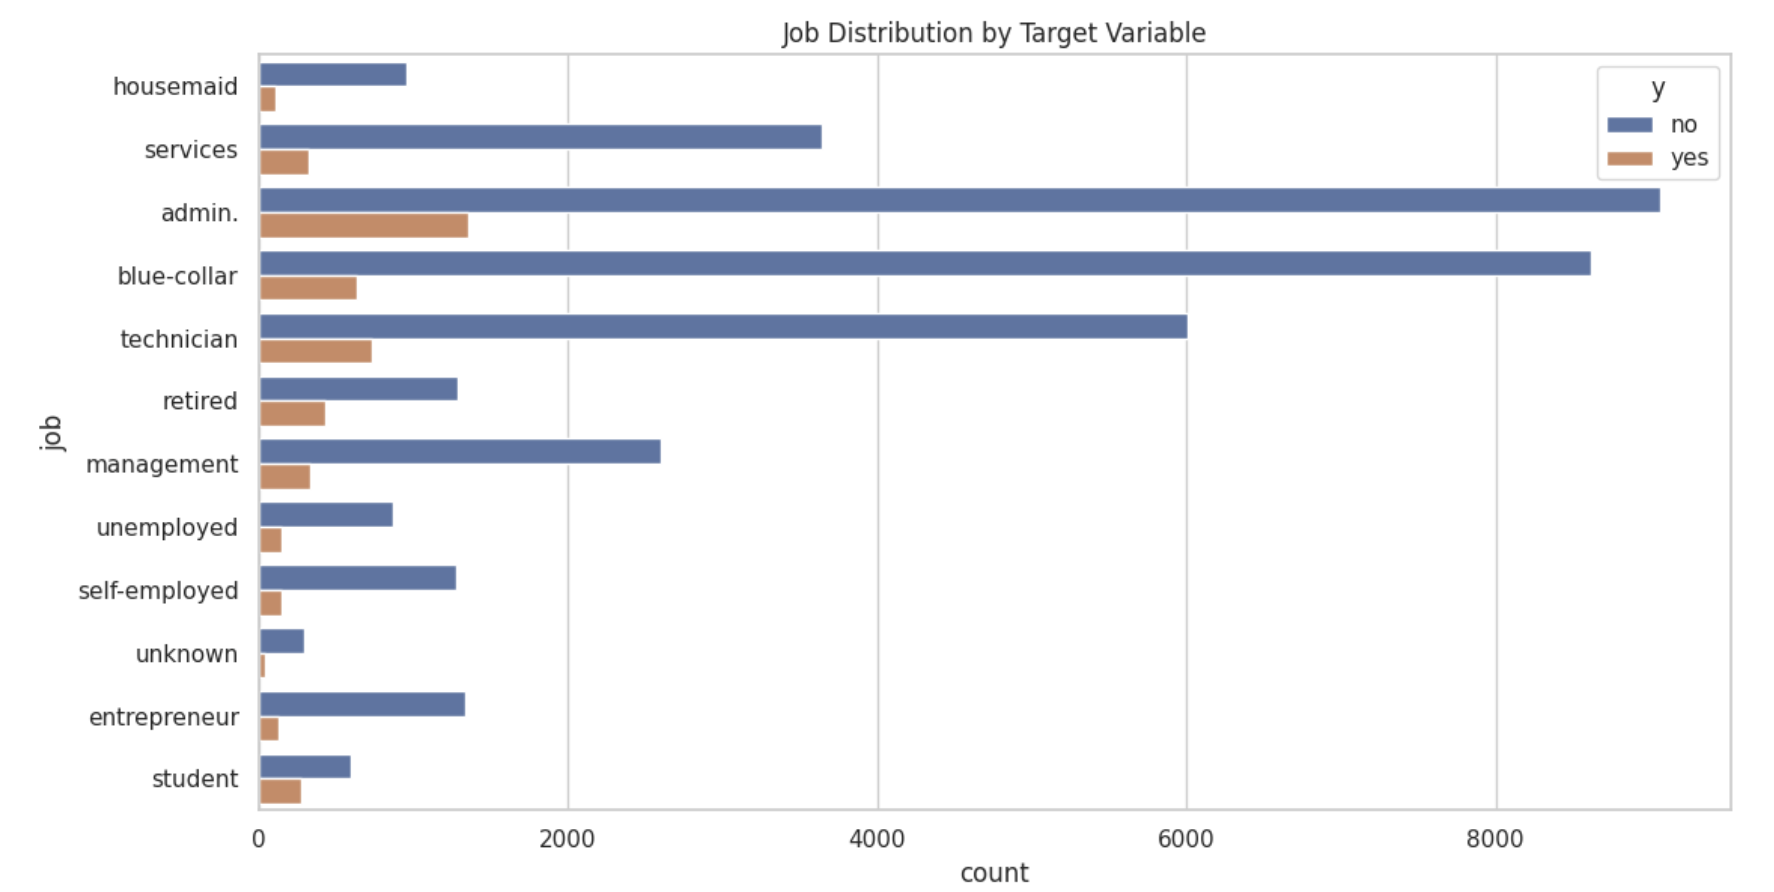 Job Distribution by Target Variable
y
no
yes
housemaid
services
admin.
blue-collar
technician
retired
management
unemployed
self-employed
unknown
entrepreneur
student
job
0 2000 4000 6000 8000
count